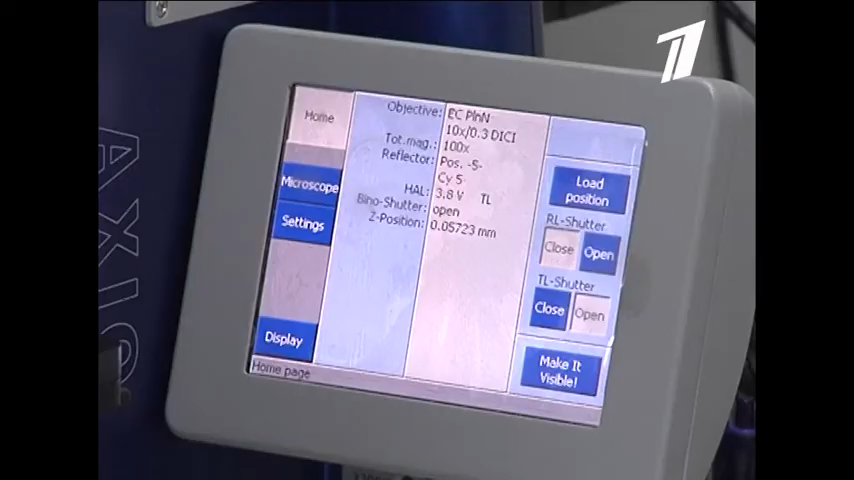 Home
Microscope
Settings
Display
Objective: EC PlnN
10x/0.3 DICI
Tot.mag.: 100x
Reflector: Pos. -5-
Cy 5
HAL: 3.8 V TL
Bino-Shutter: open
Z-Position: 0.05723 mm
Load
position
RL-Shutter
Close Open
TL-Shutter
Close Open
Make It
Visible!
Home page
AXIO
1